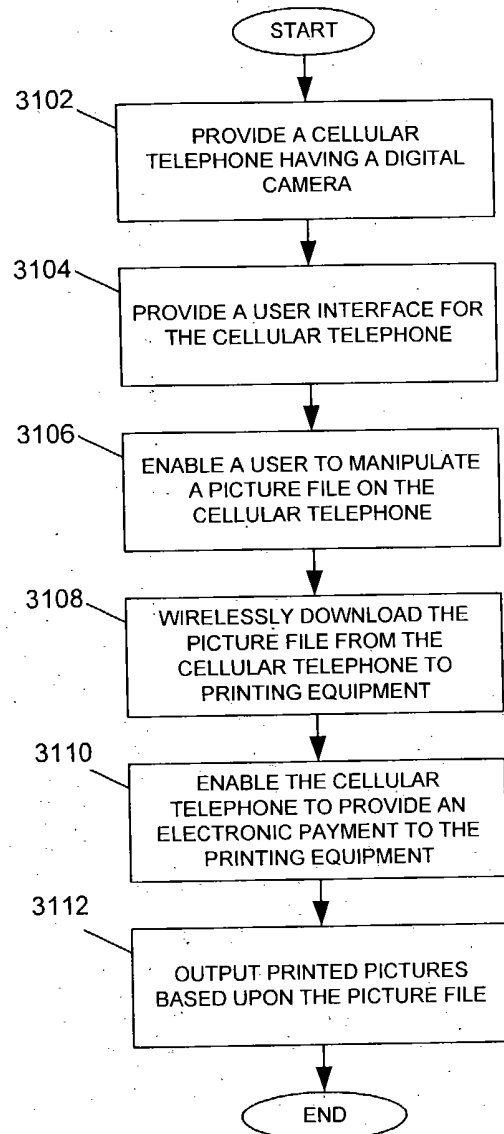 START
3102
PROVIDE A CELLULAR
TELEPHONE HAVING A DIGITAL
CAMERA
3104
PROVIDE A USER INTERFACE FOR
THE CELLULAR TELEPHONE
3106
ENABLE A USER TO MANIPULATE
A PICTURE FILE ON THE
CELLULAR TELEPHONE
3108
WIRELESSLY DOWNLOAD THE
PICTURE FILE FROM THE
CELLULAR TELEPHONE TO
PRINTING EQUIPMENT
3110
ENABLE THE CELLULAR
TELEPHONE TO PROVIDE AN
ELECTRONIC PAYMENT TO THE
PRINTING EQUIPMENT
3112
OUTPUT PRINTED PICTURES
BASED UPON THE PICTURE FILE
END